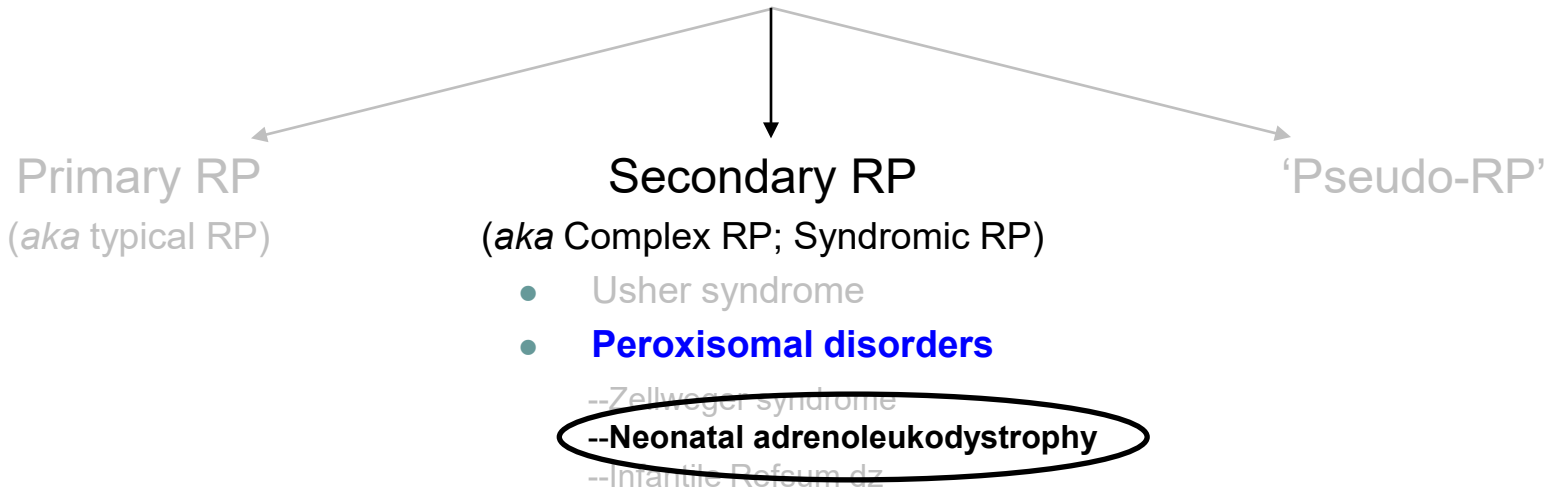 Primary RP
(aka typical RP)
Secondary RP
(aka Complex RP; Syndromic RP)
● Usher syndrome
● Peroxisomal disorders
--Zellweger syndrome
--Neonatal adrenoleukodystrophy
--Infantile Refsum dz
‘Pseudo-RP’